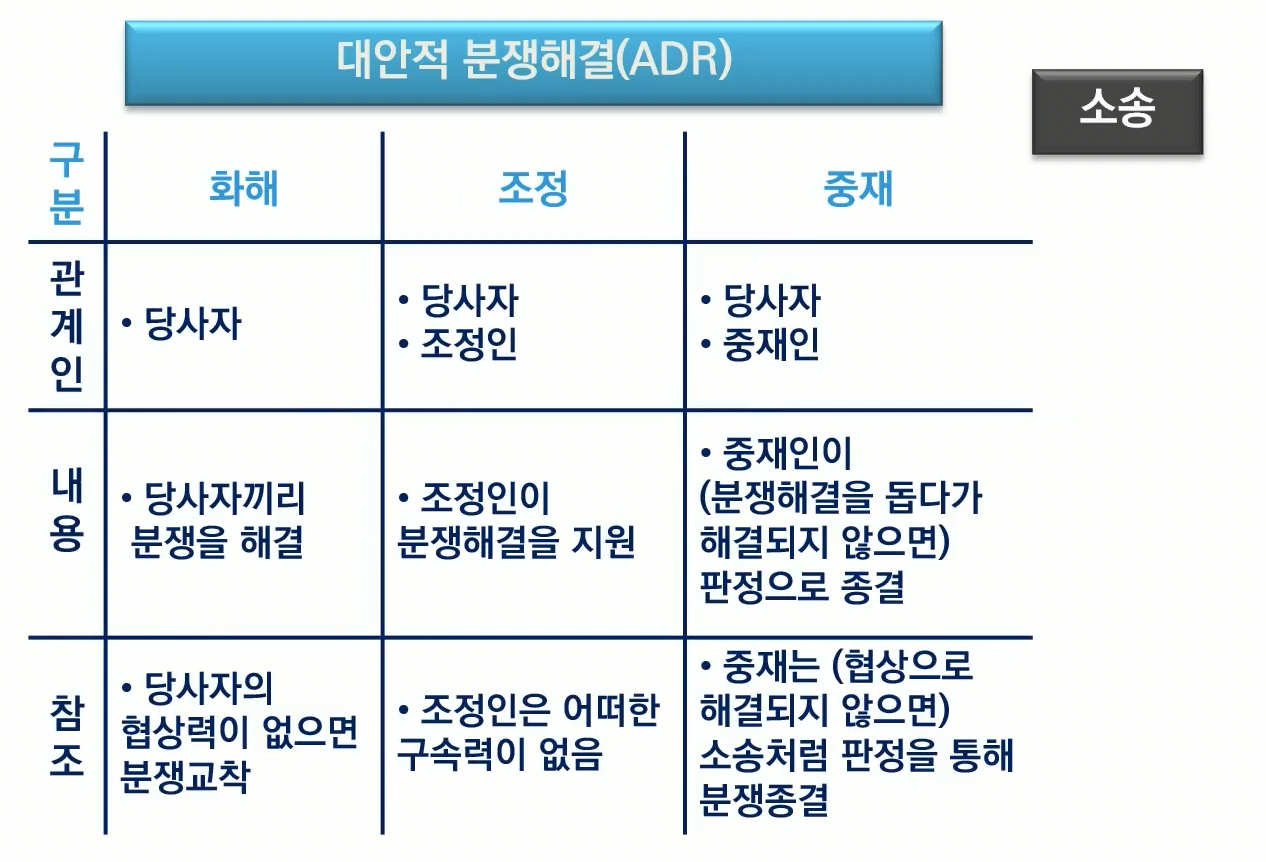 대안적 분쟁해결(ADR)
소송
구분
화해
조정
중재
관계인
• 당사자
• 당사자
• 조정인
• 당사자
• 중재인
내용
• 당사자끼리
분쟁을 해결
• 조정인이
분쟁해결을 지원
• 중재인이
(분쟁해결을 돕다가
해결되지 않으면)
판정으로 종결
참조
• 당사자의
협상력이 없으면
분쟁교착
• 조정인은 어떠한
구속력이 없음
• 중재는 (협상으로
해결되지 않으면)
소송처럼 판정을 통해
분쟁종결